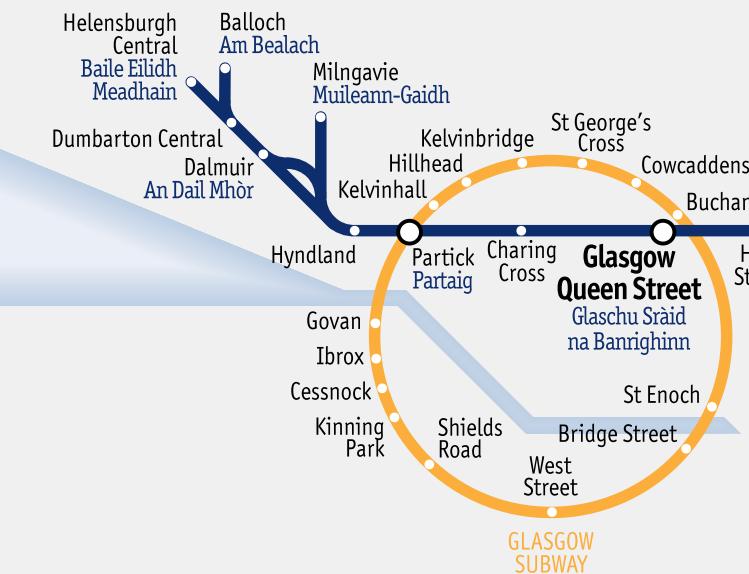 Helensburgh
Central
Baile Eilidh
Meadhain
Balloch
Am Bealach
Milngavie
Muileann-Gaidh
Dumbarton Central
Dalmuir
An Dail Mhòr
Hyndland
Kelvinhall
Hillhead
Kelvinbridge
St George's
Cross
Cowcaddens
Buchan
Partick
Partaig
Charing
Cross
Glasgow
Queen Street
Glaschu Sràid
na Banrighinn
H
St
Govan
Ibrox
Cessnock
Kinning
Park
Shields
Road
West
Street
Bridge Street
St Enoch
GLASGOW
SUBWAY